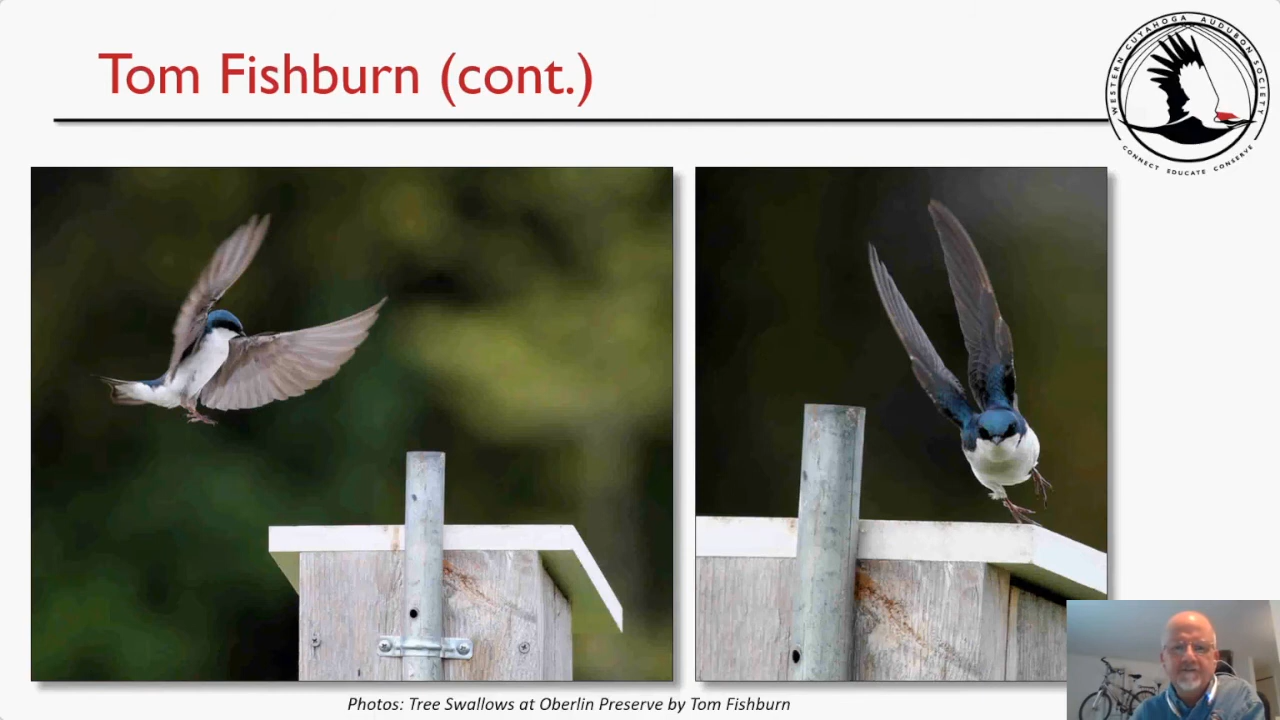 Tom Fishburn (cont.)
WESTERN CUYAHOGA AUDUBON SOCIETY
CONNECT EDUCATE CONSERVE
Photos: Tree Swallows at Oberlin Preserve by Tom Fishburn